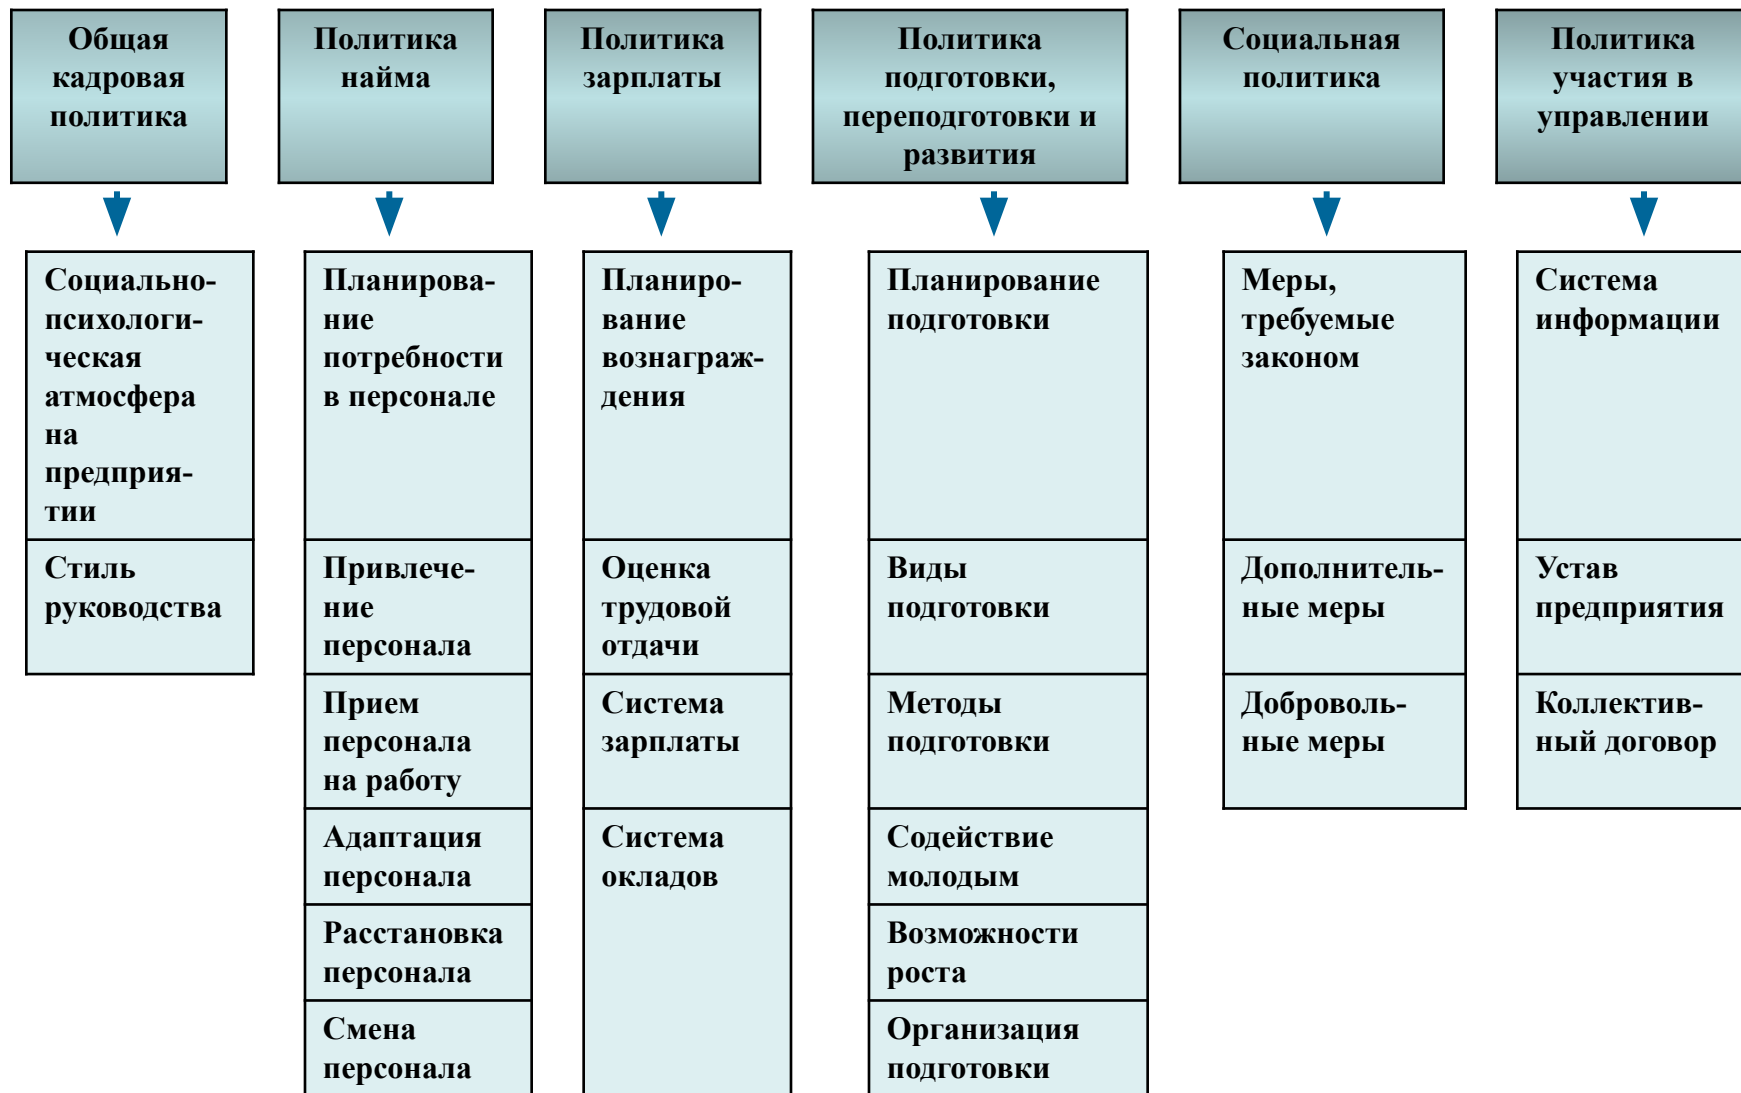 Общая
кадровая
политика
Политика
найма
Политика
зарплаты
Политика
подготовки,
переподготовки и
развития
Социальная
политика
Политика
участия в
управлении
Социально-
психологи-
ческая
атмосфера
на
предприя-
тии
Стиль
руководства
Планирова-
ние
потребности
в персонале
Привлече-
ние
персонала
Прием
персонала
на работу
Адаптация
персонала
Расстановка
персонала
Смена
персонала
Планиро-
вание
вознаграж-
дения
Оценка
трудовой
отдачи
Система
зарплаты
Система
окладов
Планирование
подготовки
Виды
подготовки
Методы
подготовки
Содействие
молодым
Возможности
роста
Организация
подготовки
Меры,
требуемые
законом
Дополнитель-
ные меры
Доброволь-
ные меры
Система
информации
Устав
предприятия
Коллектив-
ный договор